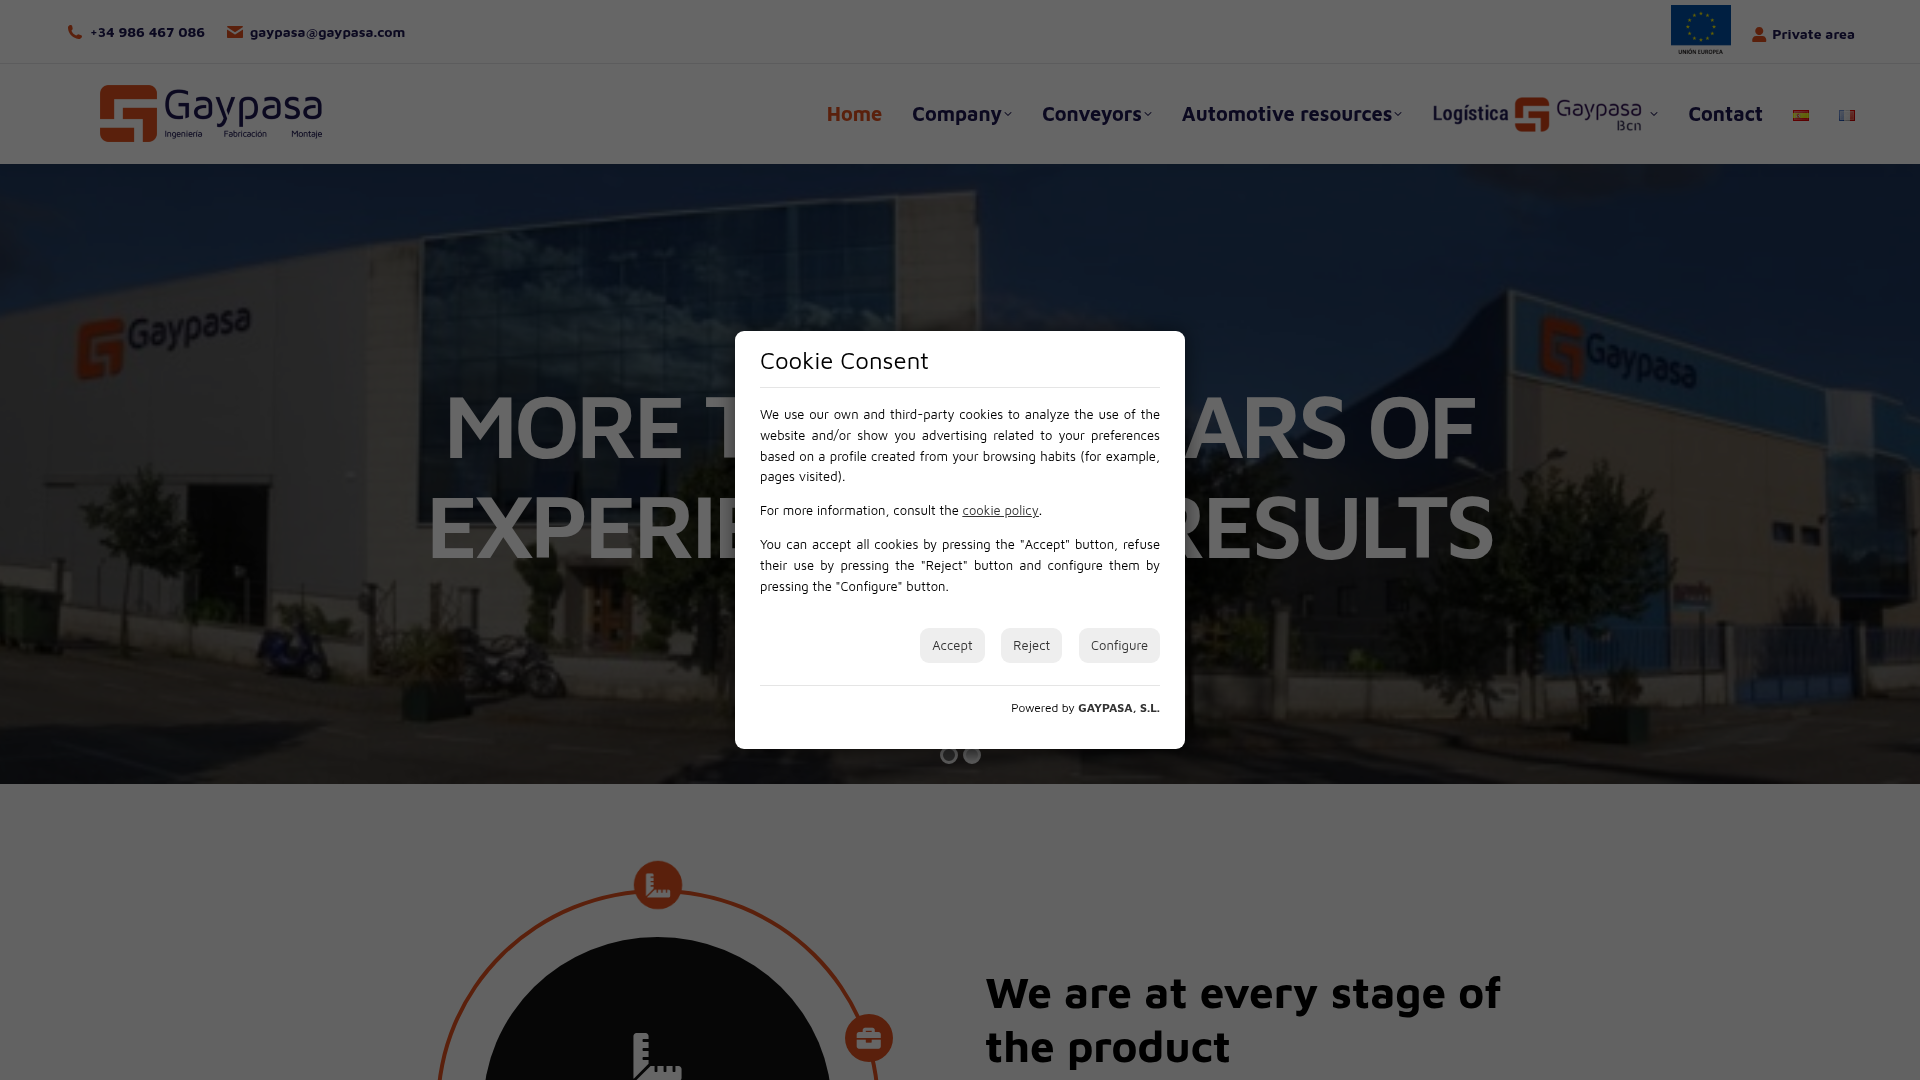 +34 986 467 086
gaypasa@gaypasa.com
UNIÓN EUROPEA
Private area
Gaypasa
Ingeniería Fabricación Montaje
Home
Company
Conveyors
Automotive resources
Logística Gaypasa
Bcn
Contact
Gaypasa
Gaypasa
MORE T ARS OF
EXPERIE RESULTS
Cookie Consent
We use our own and third-party cookies to analyze the use of the
website and/or show you advertising related to your preferences
based on a profile created from your browsing habits (for example,
pages visited).
For more information, consult the cookie policy.
You can accept all cookies by pressing the "Accept" button, refuse
their use by pressing the "Reject" button and configure them by
pressing the "Configure" button.
Accept
Reject
Configure
Powered by GAYPASA, S.L.
We are at every stage of
the product